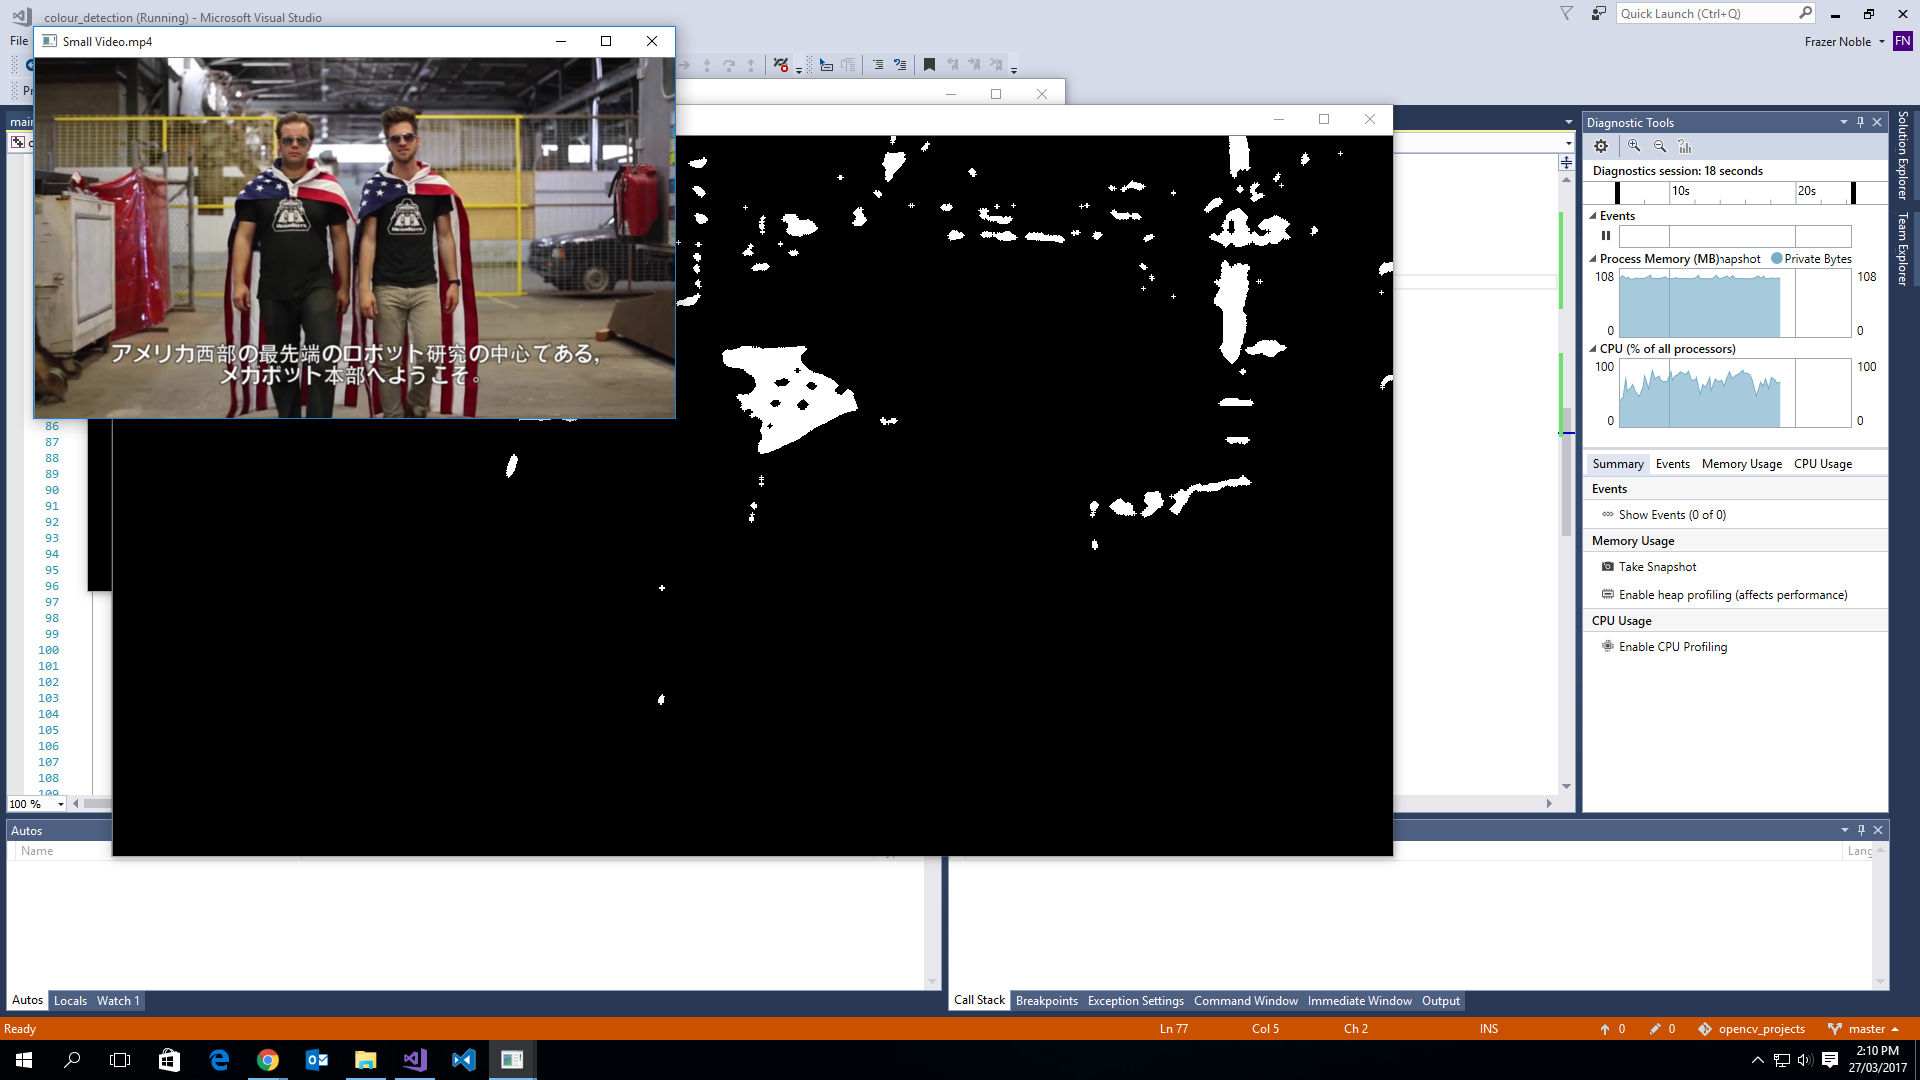 colour_detection (Running) - Microsoft Visual Studio
Quick Launch (Ctrl+Q)
File
Frazer Noble
FN
Small Video.mp4
アメリカ西部の最先端のロボット研究の中心である,
メガボット本部へようこそ。
Pr
main
86
87
88
89
90
91
92
93
94
95
96
97
98
99
100
101
102
103
104
105
106
107
108
109
100 %
Diagnostic Tools
Diagnostics session: 18 seconds
10s
20s
Events
Process Memory (MB)
napshot
Private Bytes
108
108
0
0
CPU (% of all processors)
100
100
0
0
Summary
Events
Memory Usage
CPU Usage
Events
Show Events (0 of 0)
Memory Usage
Take Snapshot
Enable heap profiling (affects performance)
CPU Usage
Enable CPU Profiling
Solution Explorer
Team Explorer
Autos
Name
Lang
Autos
Locals
Watch 1
Call Stack
Breakpoints
Exception Settings
Command Window
Immediate Window
Output
Ready
Ln 77
Col 5
Ch 2
INS
0
0
opencv_projects
master
2:10 PM
27/03/2017